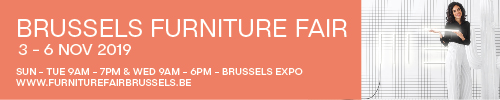 BRUSSELS FURNITURE FAIR
3 – 6 NOV 2019
SUN – TUE 9AM – 7PM & WED 9AM – 6PM – BRUSSELS EXPO
WWW.FURNITUREFAIRBRUSSELS.BE